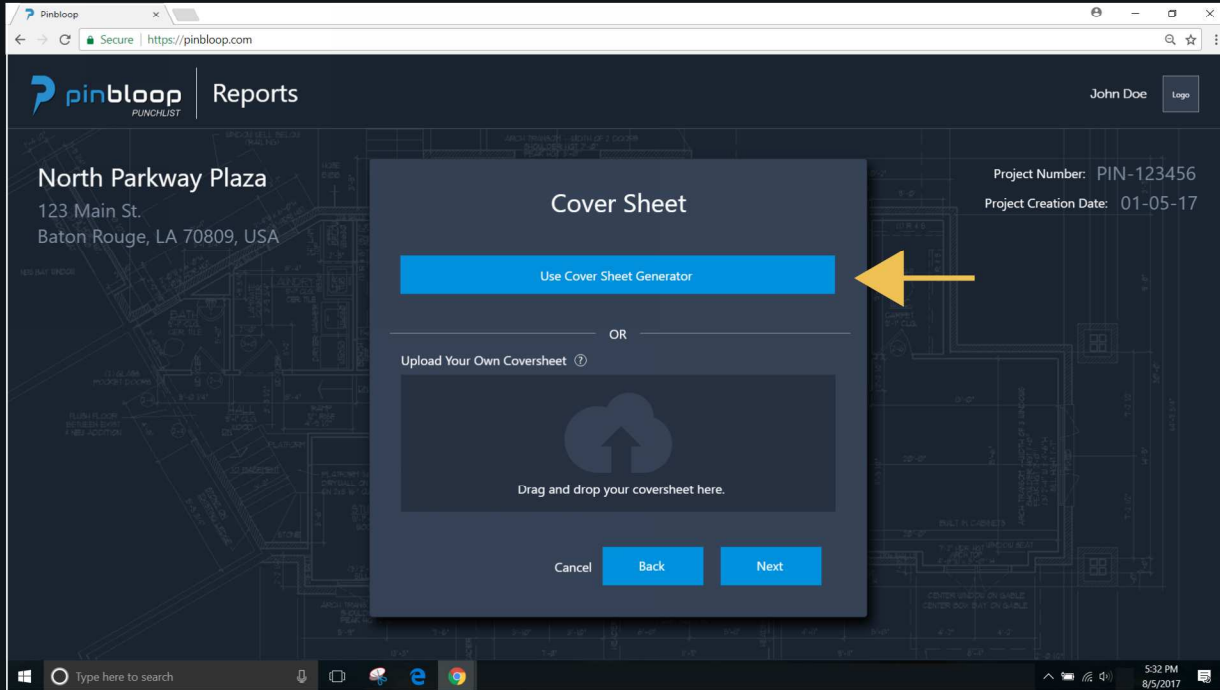 Pinbloop
Secure | https://pinbloop.com
pinbloop
PUNCHLIST
Reports
John Doe
Logo
North Parkway Plaza
123 Main St.
Baton Rouge, LA 70809, USA
Project Number: PIN-123456
Project Creation Date: 01-05-17
Cover Sheet
Use Cover Sheet Generator
OR
Upload Your Own Coversheet ?
Drag and drop your coversheet here.
Cancel
Back
Next
Type here to search
5:32 PM
8/5/2017